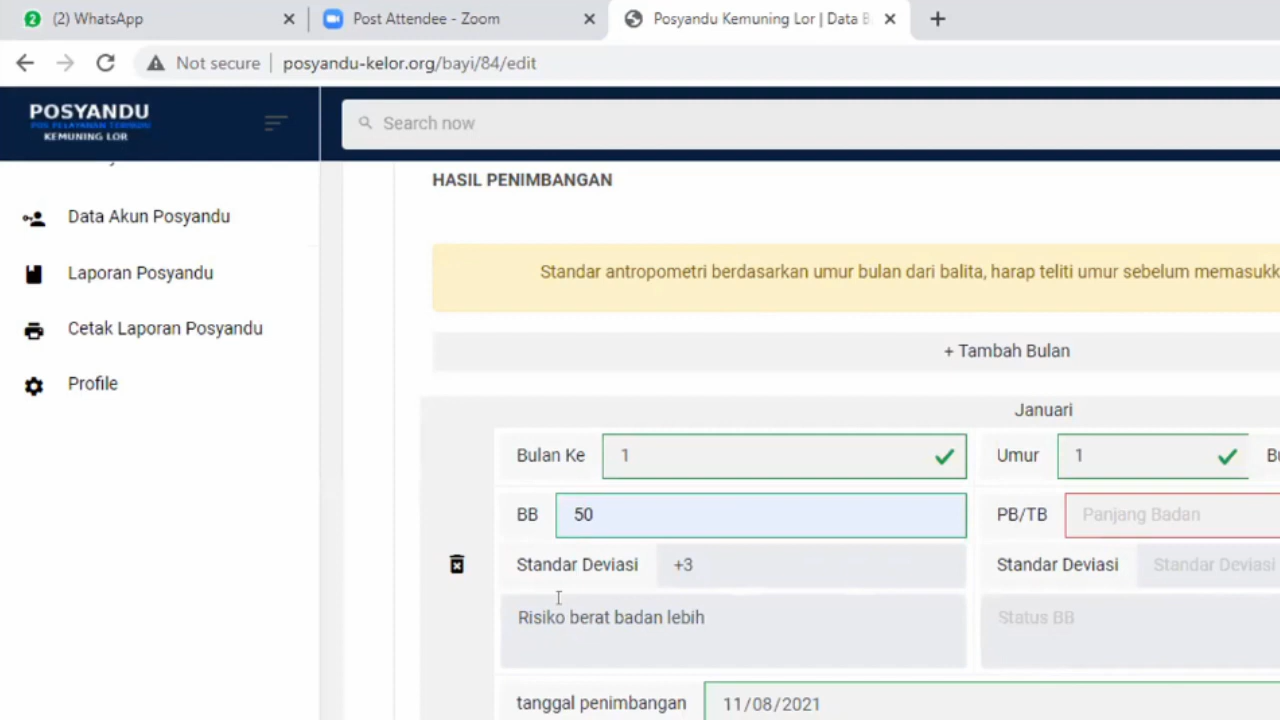 (2) WhatsApp
Post Attendee - Zoom
Posyandu Kemuning Lor | Data B
Not secure
posyandu-kelor.org/bayi/84/edit
POSYANDU
POS PELAYANAN TERPADU
KEMUNING LOR
Search now
Data Akun Posyandu
Laporan Posyandu
Cetak Laporan Posyandu
Profile
HASIL PENIMBANGAN
Standar antropometri berdasarkan umur bulan dari balita, harap teliti umur sebelum memasukk
+ Tambah Bulan
Januari
Bulan Ke 1 Umur 1 Bu
BB 50 PB/TB Panjang Badan
Standar Deviasi +3 Standar Deviasi Standar Deviasi
Risiko berat badan lebih Status BB
tanggal penimbangan 11/08/2021